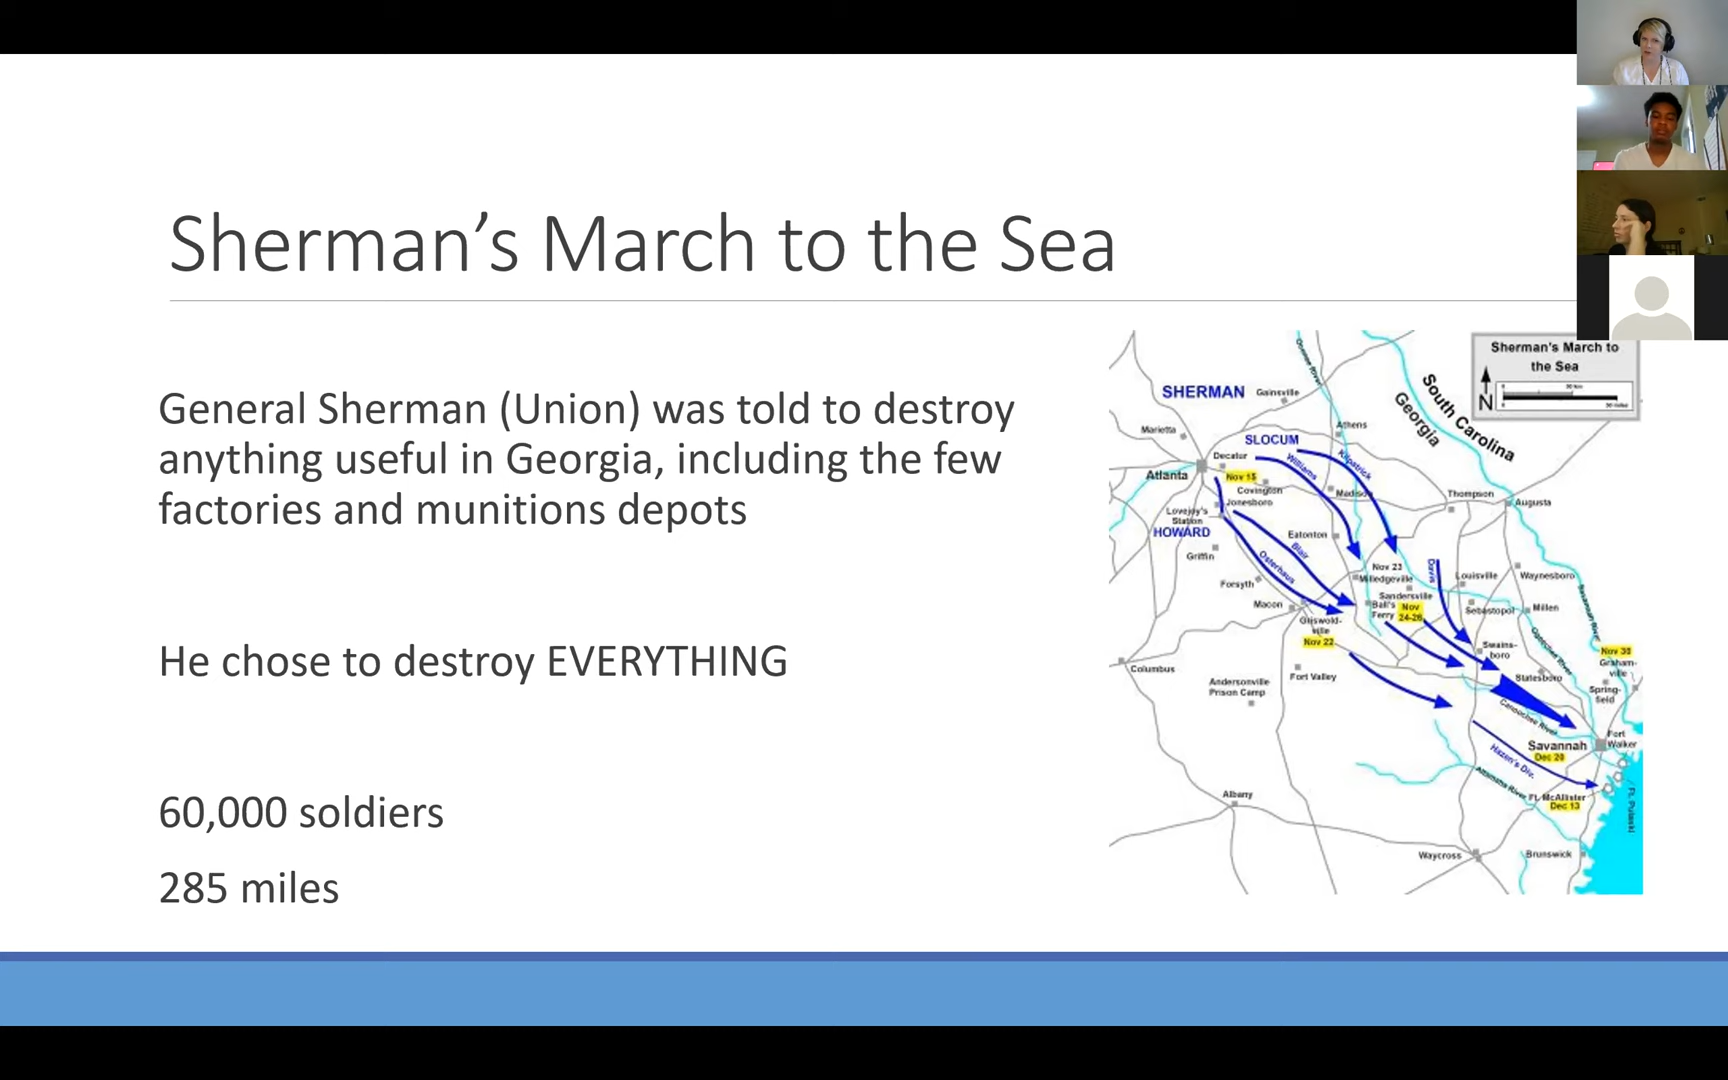 Sherman’s March to the Sea
General Sherman (Union) was told to destroy
anything useful in Georgia, including the few
factories and munitions depots
He chose to destroy EVERYTHING
60,000 soldiers
285 miles
Sherman's March to
the Sea
N
South Carolina
Georgia
SHERMAN
Gainsville
Marietta
Athens
SLOCUM
Decatur
Williams
Kilpatrick
Atlanta
Nov 15
Covington
Madison
Thompson
Augusta
Jonesboro
Lovejoy's
Station
HOWARD
Eatonton
Griffin
Blair
Osterhaus
Nov 23
Milledgeville
Davis
Louisville
Waynesboro
Forsyth
Sandersville
Macon
Ball's
Ferry
Nov
24-26
Sebastopol
Millen
Savannah River
Griswold-
ville
Nov 22
Ogeechee River
Swains-
boro
Nov 30
Graham-
ville
Columbus
Fort Valley
Statesboro
Spring-
field
Andersonville
Prison Camp
Canoochee River
Fort
Walker
Savannah
Dec 20
Hazen's Div.
Altamaha River
Ft. McAllister
Dec 13
Ft. Pulaski
Albany
Waycross
Brunswick